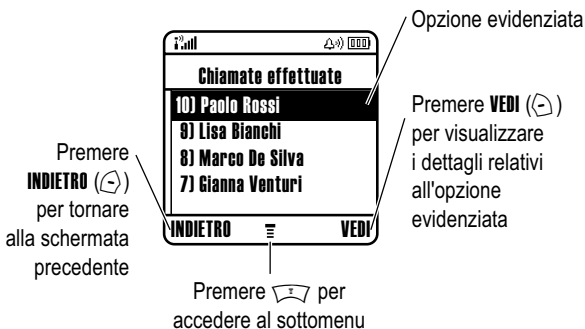 Opzione evidenziata
Chiamate effettuate
10) Paolo Rossi
9) Lisa Bianchi
8) Marco De Silva
7) Gianna Venturi
INDIETRO
VEDI
Premere VEDI (-)
per visualizzare
i dettagli relativi
all'opzione
evidenziata
Premere
INDIETRO (-)
per tornare
alla schermata
precedente
Premere per
accedere al sottomenu